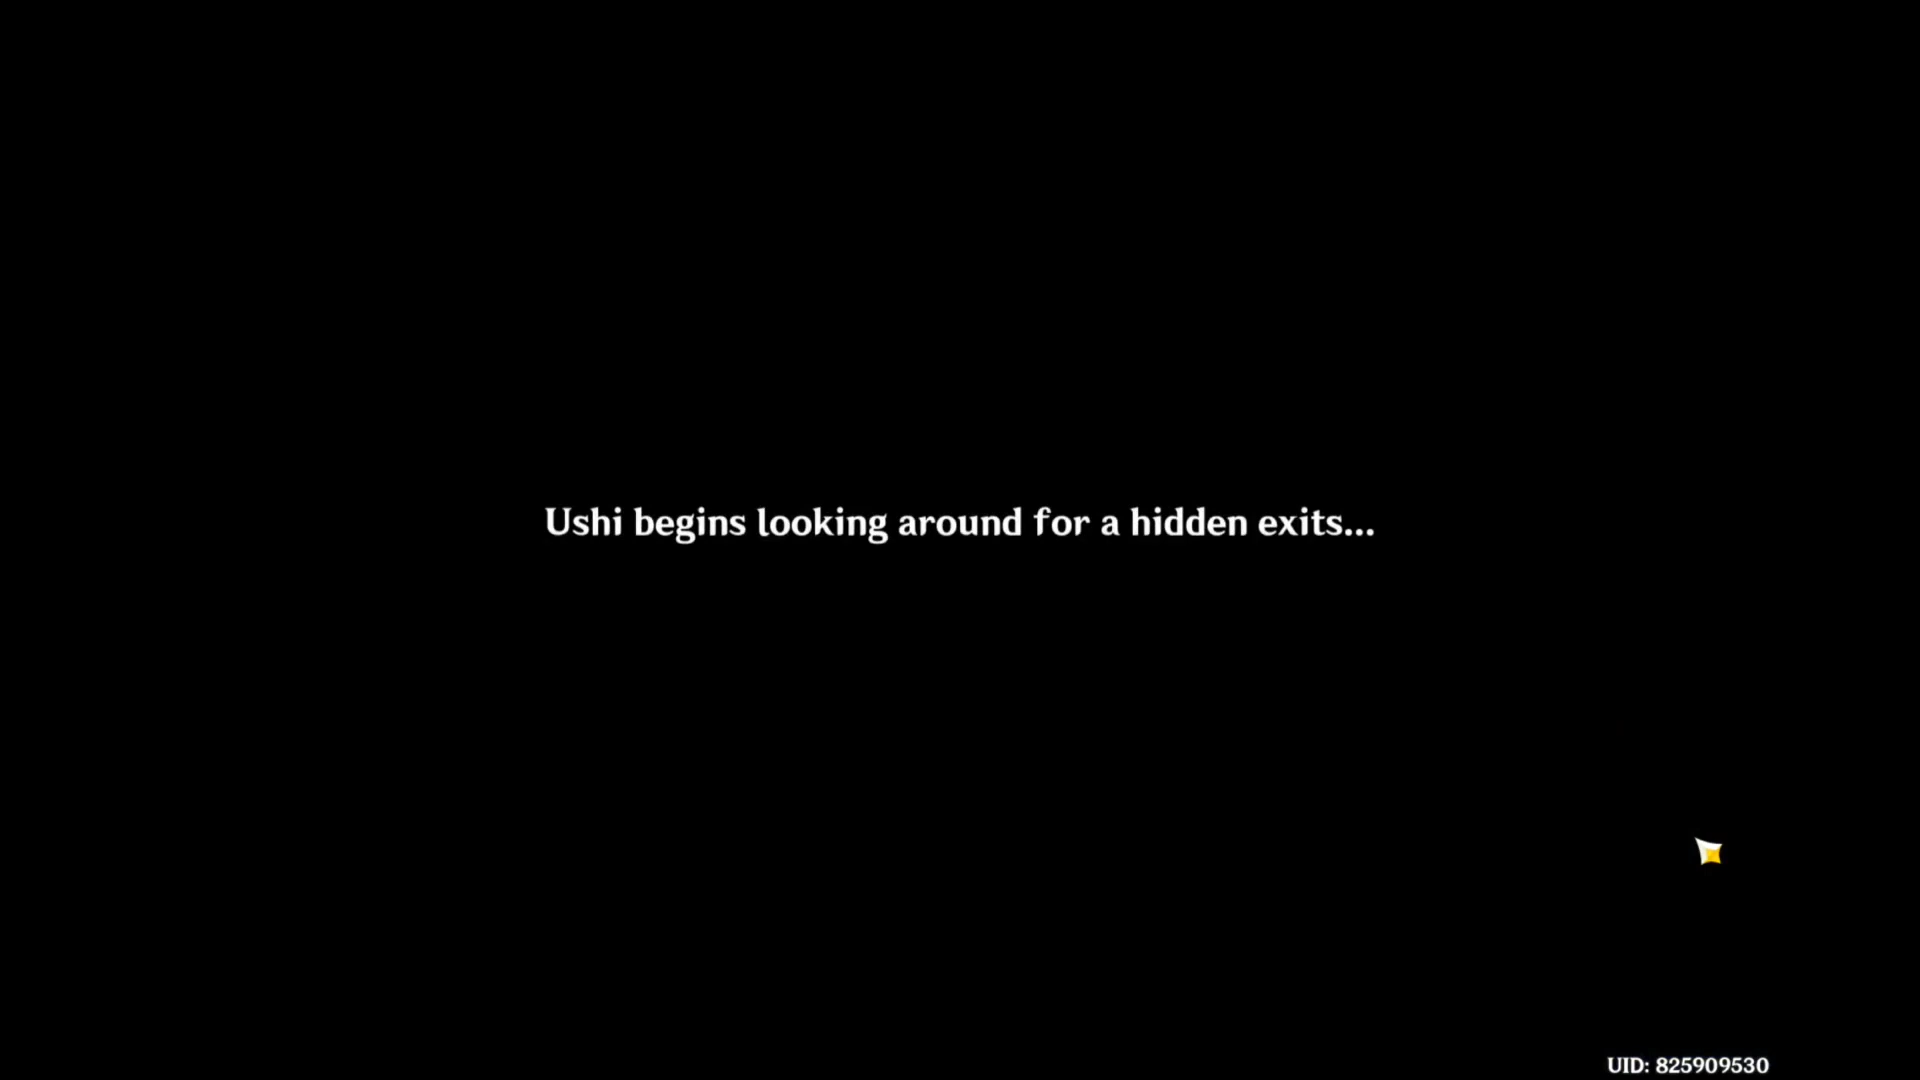 Ushi begins looking around for a hidden exits...
UID: 825909530